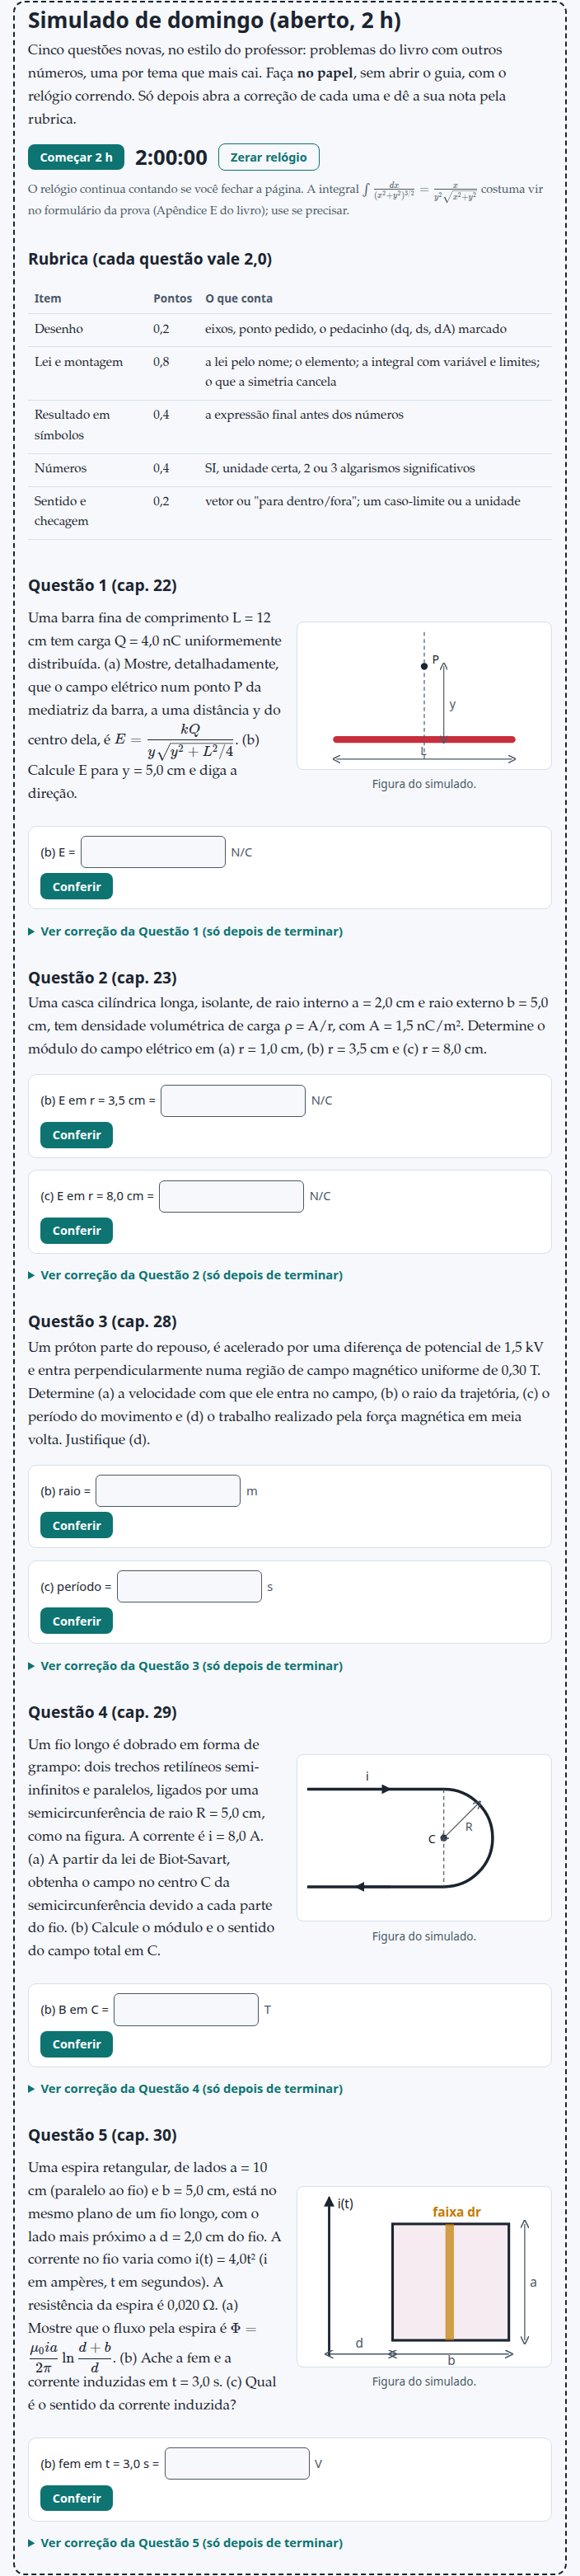 Simulado de domingo (aberto, 2 h)
Cinco questões novas, no estilo do professor: problemas do livro com outros
números, uma por tema que mais cai. Faça no papel, sem abrir o guia, com o
relógio correndo. Só depois abra a correção de cada uma e dê a sua nota pela
rubrica.
Começar 2 h 2:00:00 Zerar relógio
O relógio continua contando se você fechar a página. A integral ∫ dx/(x²+y²)^{3/2} = x/(y²√(x²+y²)) costuma vir
no formulário da prova (Apêndice E do livro); use se precisar.
Rubrica (cada questão vale 2,0)
Item Pontos O que conta
Desenho 0,2 eixos, ponto pedido, o pedacinho (dq, ds, dA) marcado
Lei e montagem 0,8 a lei pelo nome; o elemento; a integral com variável e limites;
o que a simetria cancela
Resultado em 0,4 a expressão final antes dos números
símbolos
Números 0,4 SI, unidade certa, 2 ou 3 algarismos significativos
Sentido e 0,2 vetor ou "para dentro/fora"; um caso-limite ou a unidade
checagem
Questão 1 (cap. 22)
Uma barra fina de comprimento L = 12
cm tem carga Q = 4,0 nC uniformemente
distribuída. (a) Mostre, detalhadamente,
que o campo elétrico num ponto P da
mediatriz da barra, a uma distância y do
centro dela, é E = kQ/(y√(y² + L²/4)). (b)
Calcule E para y = 5,0 cm e diga a
direção.
P
y
L
Figura do simulado.
(b) E = N/C
Conferir
▶ Ver correção da Questão 1 (só depois de terminar)
Questão 2 (cap. 23)
Uma casca cilíndrica longa, isolante, de raio interno a = 2,0 cm e raio externo b = 5,0
cm, tem densidade volumétrica de carga ρ = A/r, com A = 1,5 nC/m². Determine o
módulo do campo elétrico em (a) r = 1,0 cm, (b) r = 3,5 cm e (c) r = 8,0 cm.
(b) E em r = 3,5 cm = N/C
Conferir
(c) E em r = 8,0 cm = N/C
Conferir
▶ Ver correção da Questão 2 (só depois de terminar)
Questão 3 (cap. 28)
Um próton parte do repouso, é acelerado por uma diferença de potencial de 1,5 kV
e entra perpendicularmente numa região de campo magnético uniforme de 0,30 T.
Determine (a) a velocidade com que ele entra no campo, (b) o raio da trajetória, (c) o
período do movimento e (d) o trabalho realizado pela força magnética em meia
volta. Justifique (d).
(b) raio = m
Conferir
(c) período = s
Conferir
▶ Ver correção da Questão 3 (só depois de terminar)
Questão 4 (cap. 29)
Um fio longo é dobrado em forma de
grampo: dois trechos retilíneos semi-
infinitos e paralelos, ligados por uma
semicircunferência de raio R = 5,0 cm,
como na figura. A corrente é i = 8,0 A.
(a) A partir da lei de Biot-Savart,
obtenha o campo no centro C da
semicircunferência devido a cada parte
do fio. (b) Calcule o módulo e o sentido
do campo total em C.
i
C
R
Figura do simulado.
(b) B em C = T
Conferir
▶ Ver correção da Questão 4 (só depois de terminar)
Questão 5 (cap. 30)
Uma espira retangular, de lados a = 10
cm (paralelo ao fio) e b = 5,0 cm, está no
mesmo plano de um fio longo, com o
lado mais próximo a d = 2,0 cm do fio. A
corrente no fio varia como i(t) = 4,0t² (i
em ampères, t em segundos). A
resistência da espira é 0,020 Ω. (a)
Mostre que o fluxo pela espira é Φ =
μ₀ia/2π ln (d + b)/d. (b) Ache a fem e a
corrente induzidas em t = 3,0 s. (c) Qual
é o sentido da corrente induzida?
i(t)
faixa dr
a
d
b
Figura do simulado.
(b) fem em t = 3,0 s = V
Conferir
▶ Ver correção da Questão 5 (só depois de terminar)